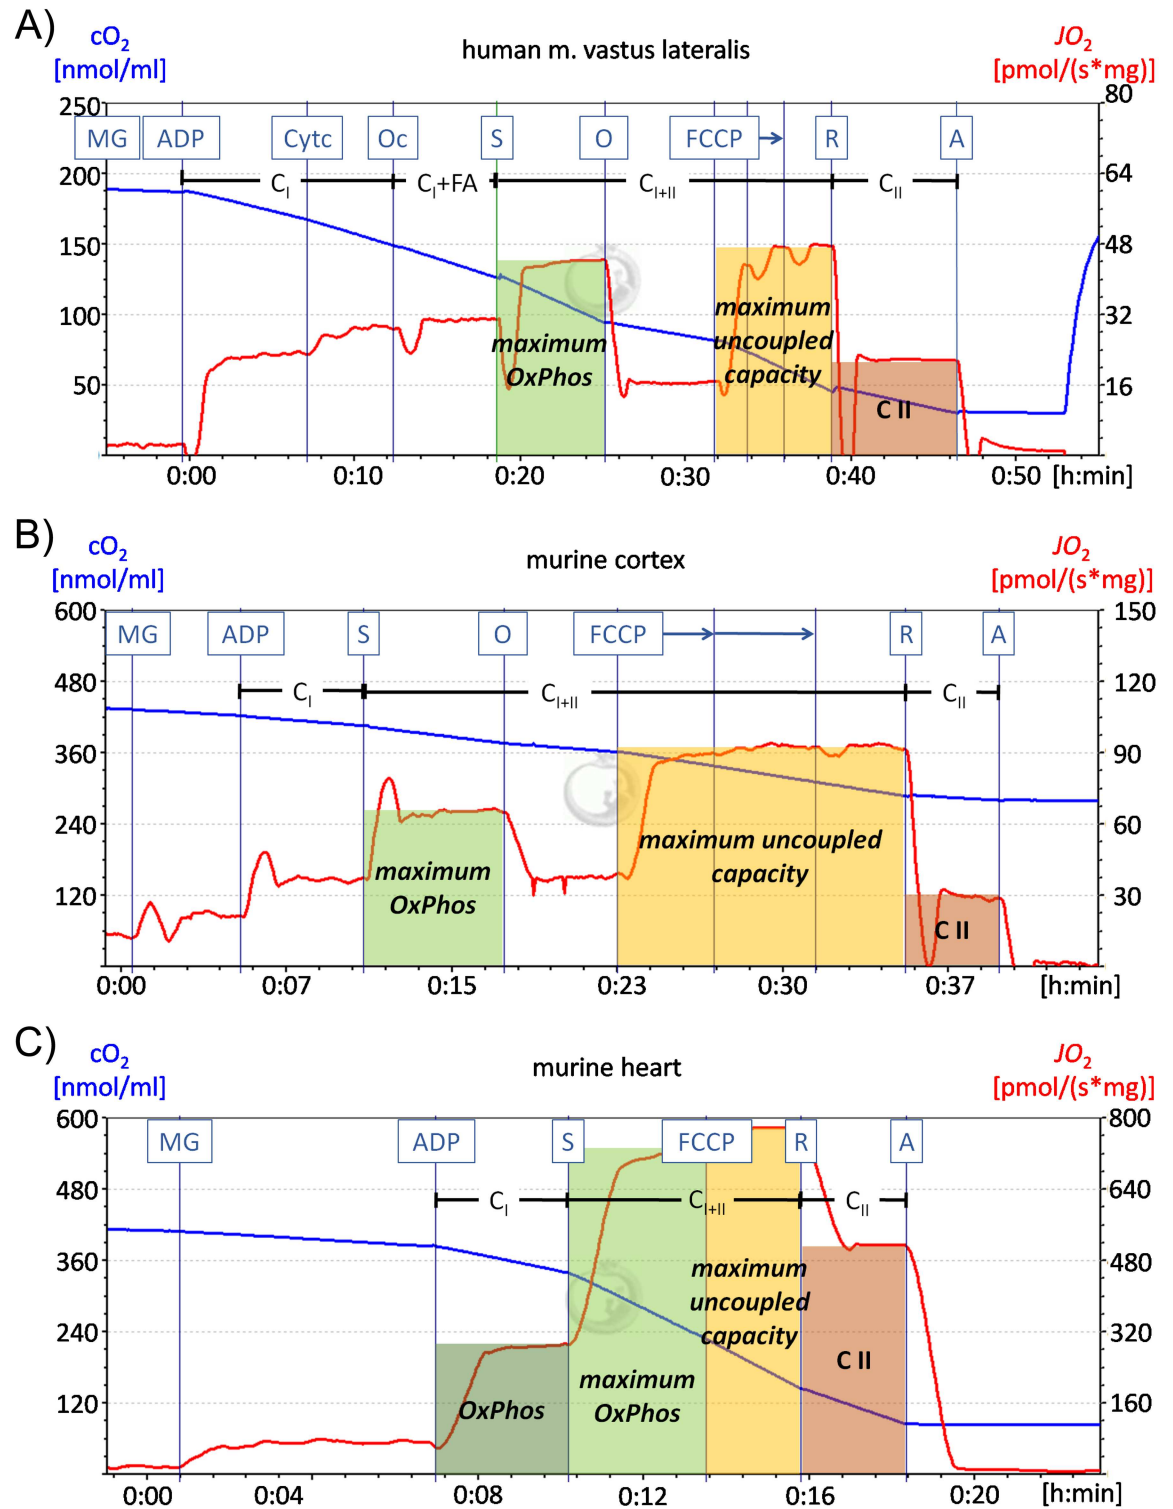 A)
cO2
[nmol/ml]
human m. vastus lateralis
JO2
[pmol/(s*mg)]
250
80
MG ADP Cytc Oc S O FCCP R A
200
CI CI+FA CI+II CII
64
150
48
maximum
uncoupled
capacity
100
32
maximum
OxPhos
50
16
C II
0:00 0:10 0:20 0:30 0:40 0:50 [h:min]
B)
cO2
[nmol/ml]
murine cortex
JO2
[pmol/(s*mg)]
600
150
MG ADP S O FCCP R A
480
120
CI CI+II CII
360
90
240
60
maximum uncoupled
capacity
maximum
OxPhos
120
30
C II
0:00 0:07 0:15 0:23 0:30 0:37 [h:min]
C)
cO2
[nmol/ml]
murine heart
JO2
[pmol/(s*mg)]
600
800
MG ADP S FCCP R A
480
640
CI CI+II CII
360
480
maximum
uncoupled
capacity
240
320
C II
maximum
OxPhos
OxPhos
120
160
0:00 0:04 0:08 0:12 0:16 0:20 [h:min]